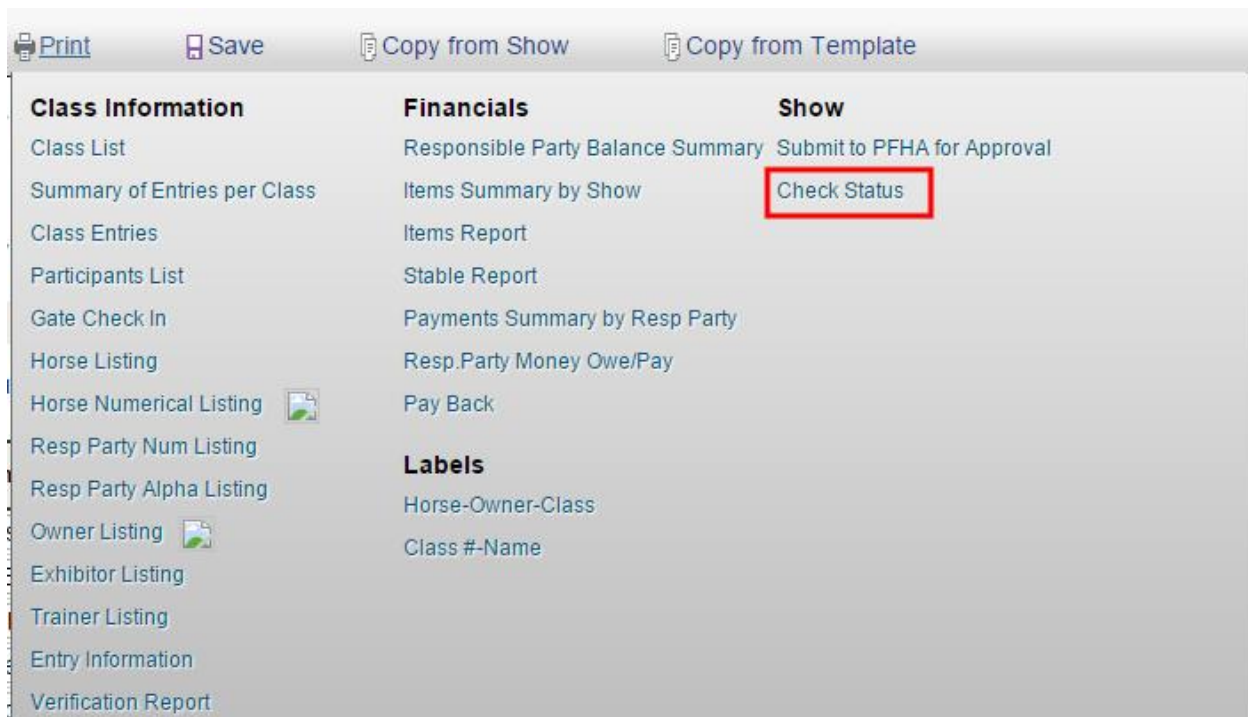 Print Save Copy from Show Copy from Template
Class Information
Class List
Summary of Entries per Class
Class Entries
Participants List
Gate Check In
Horse Listing
Horse Numerical Listing
Resp Party Num Listing
Resp Party Alpha Listing
Owner Listing
Exhibitor Listing
Trainer Listing
Entry Information
Verification Report
Financials
Responsible Party Balance Summary
Items Summary by Show
Items Report
Stable Report
Payments Summary by Resp Party
Resp.Party Money Owe/Pay
Pay Back
Labels
Horse-Owner-Class
Class #-Name
Show
Submit to PFHA for Approval
Check Status